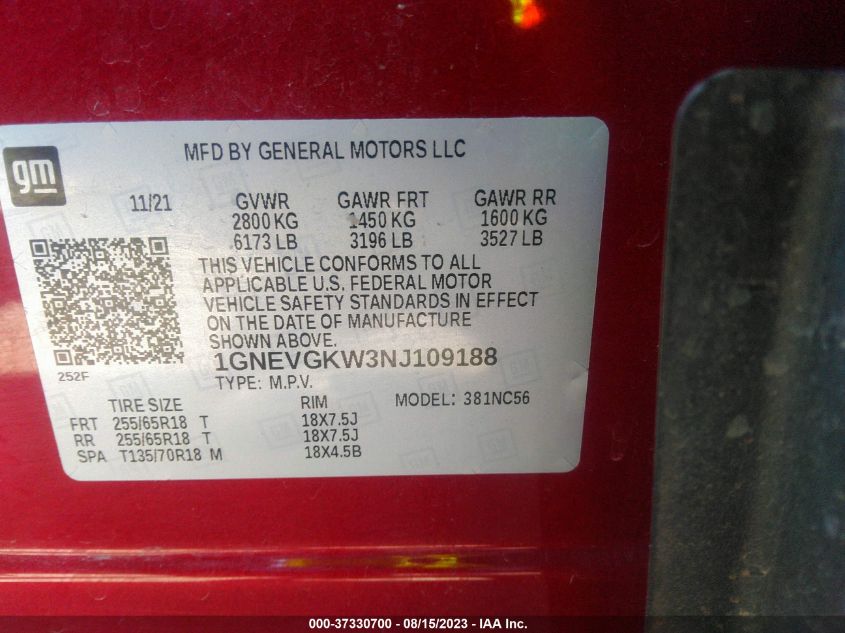 gm
MFD BY GENERAL MOTORS LLC
11/21 GVWR GAWR FRT GAWR RR
2800 KG 1450 KG 1600 KG
6173 LB 3196 LB 3527 LB
THIS VEHICLE CONFORMS TO ALL
APPLICABLE U.S. FEDERAL MOTOR
VEHICLE SAFETY STANDARDS IN EFFECT
ON THE DATE OF MANUFACTURE
SHOWN ABOVE.
1GNEVGKW3NJ109188
252F
TYPE: M.P.V.
TIRE SIZE RIM MODEL: 381NC56
FRT 255/65R18 T 18X7.5J
RR 255/65R18 T 18X7.5J
SPA T135/70R18 M 18X4.5B
000-37330700 - 08/15/2023 - IAA Inc.